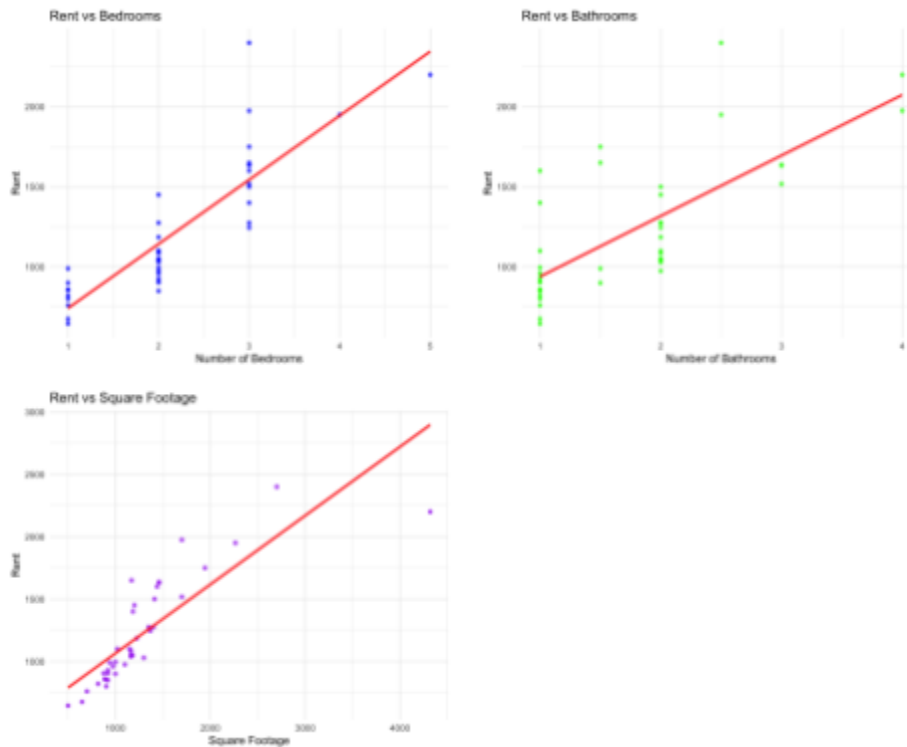 Rent vs Bedrooms
2000
1500
1000
Rent
1 2 3 4 5
Number of Bedrooms
Rent vs Bathrooms
2000
1500
1000
Rent
1 2 3 4
Number of Bathrooms
Rent vs Square Footage
3000
2500
2000
1500
1000
Rent
1000 2000 3000 4000
Square Footage